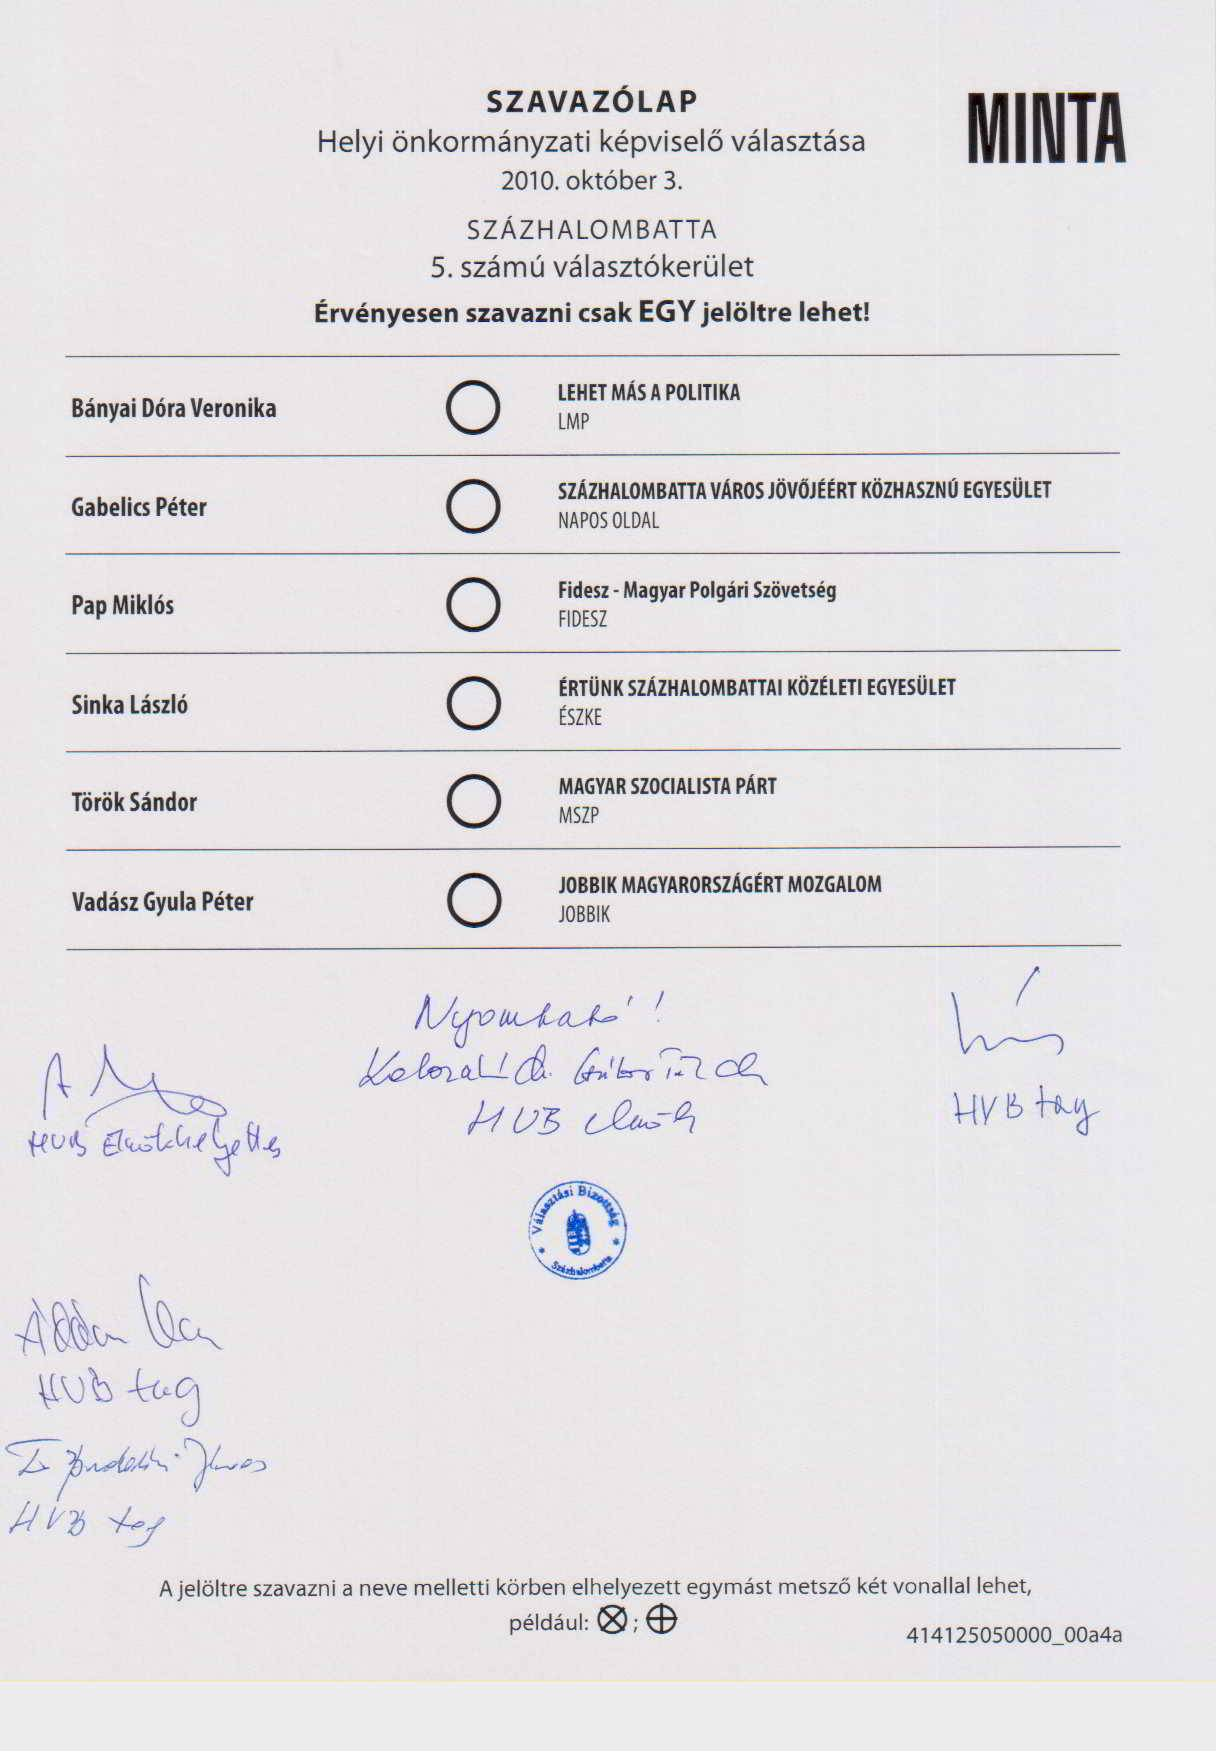 SZAVAZÓLAP
MINTA
Helyi önkormányzati képviselő választása
2010. október 3.
SZÁZHALOMBATTA
5. számú választókerület
Érvényesen szavazni csak EGY jelöltre lehet!
Bányai Dóra Veronika
LEHET MÁS A POLITIKA
LMP
Gabelics Péter
SZÁZHALOMBATTA VÁROS JÖVŐJÉÉRT KÖZHASZNÚ EGYESÜLET
NAPOS OLDAL
Pap Miklós
Fidesz - Magyar Polgári Szövetség
FIDESZ
Sinka László
ÉRTÜNK SZÁZHALOMBATTAI KÖZÉLETI EGYESÜLET
ÉSZKE
Török Sándor
MAGYAR SZOCIALISTA PÁRT
MSZP
Vadász Gyula Péter
JOBBIK MAGYARORSZÁGÉRT MOZGALOM
JOBBIK
Nyomható!
HVB elnök
HVB Elnökhelyettes
HVB tag
Választási Bizottság
Százhalombatta
HVB tag
HVB tag
A jelöltre szavazni a neve melletti körben elhelyezett egymást metsző két vonallal lehet,
például: ;
414125050000_00a4a